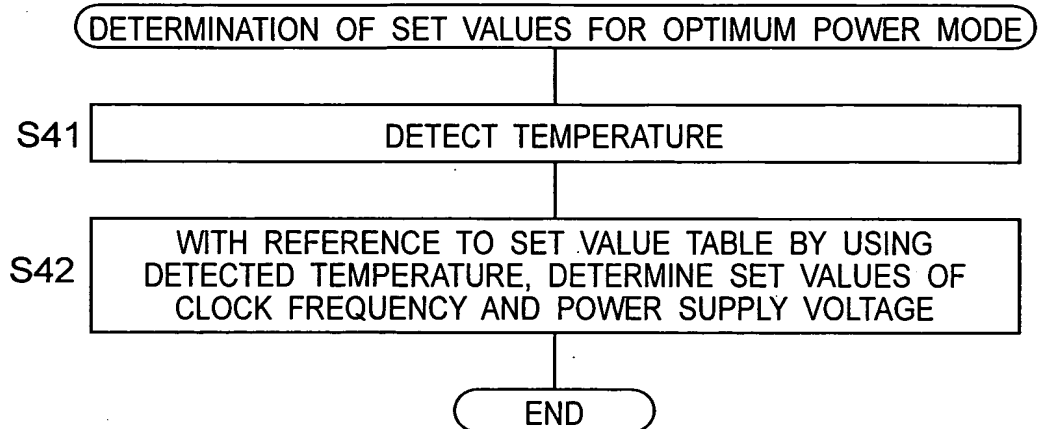 DETERMINATION OF SET VALUES FOR OPTIMUM POWER MODE
S41
DETECT TEMPERATURE
S42
WITH REFERENCE TO SET VALUE TABLE BY USING
DETECTED TEMPERATURE, DETERMINE SET VALUES OF
CLOCK FREQUENCY AND POWER SUPPLY VOLTAGE
END